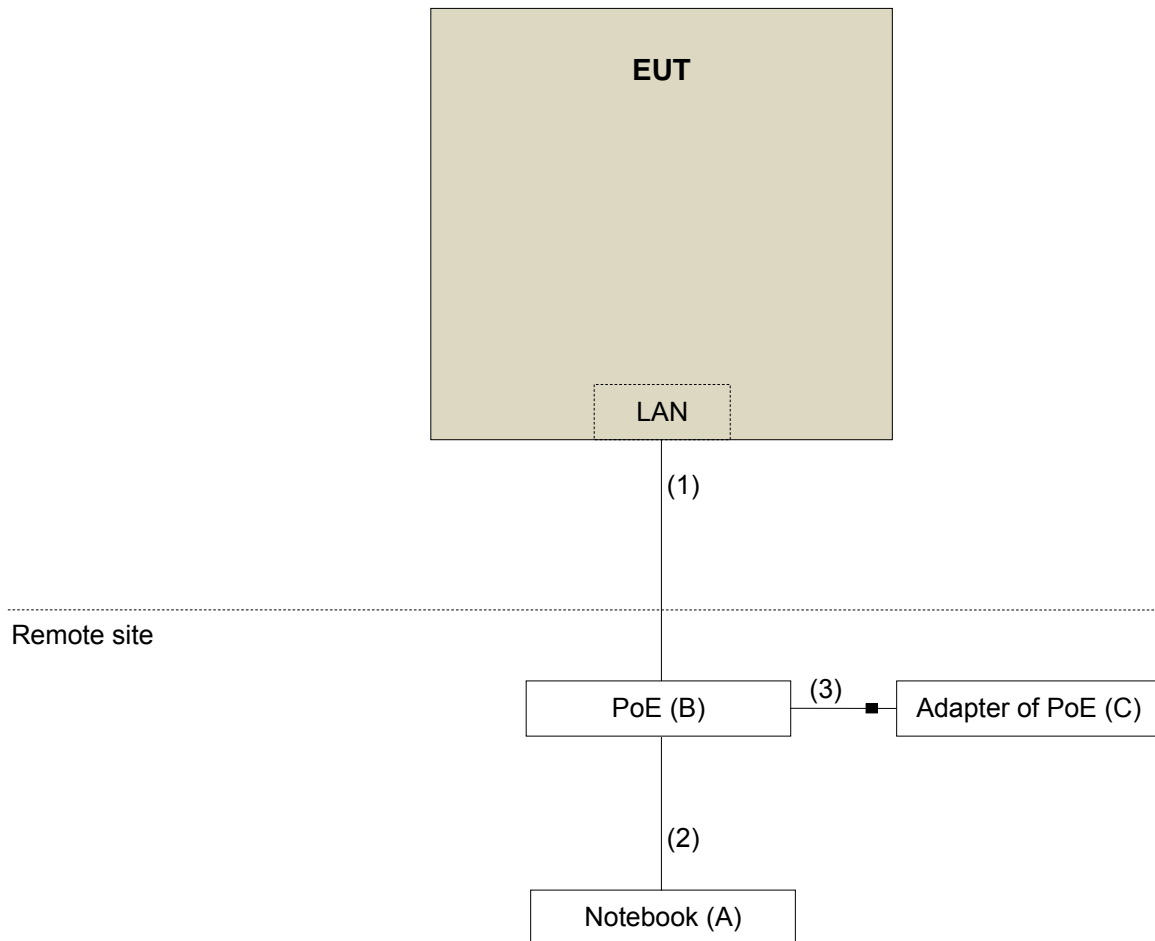 EUT
LAN
(1)
Remote site
(3)
PoE (B)
Adapter of PoE (C)
(2)
Notebook (A)